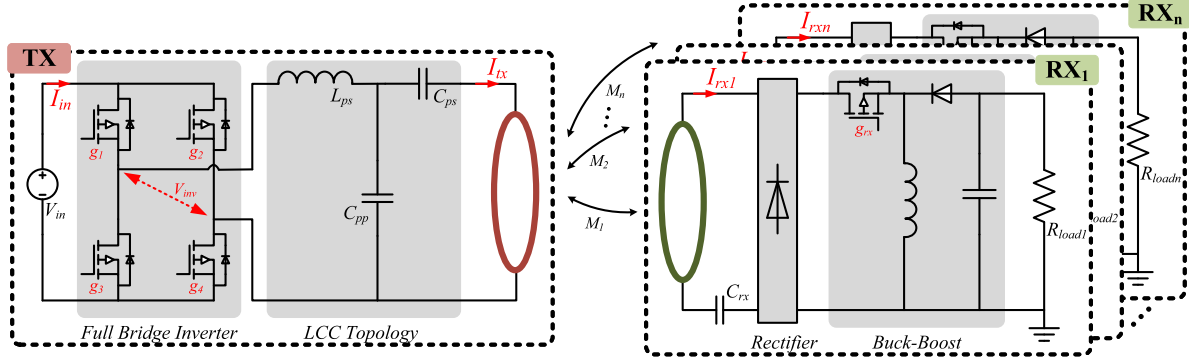 TX
I_in
V_in
g_1
g_2
g_3
g_4
V_inv
Full Bridge Inverter
L_ps
C_ps
C_pp
LCC Topology
I_tx
M_n
M_2
M_1
RX_n
I_rxn
R_loadn
RX_1
I_rx1
g_rx
C_rx
R_load1
oad2
Rectifier
Buck-Boost